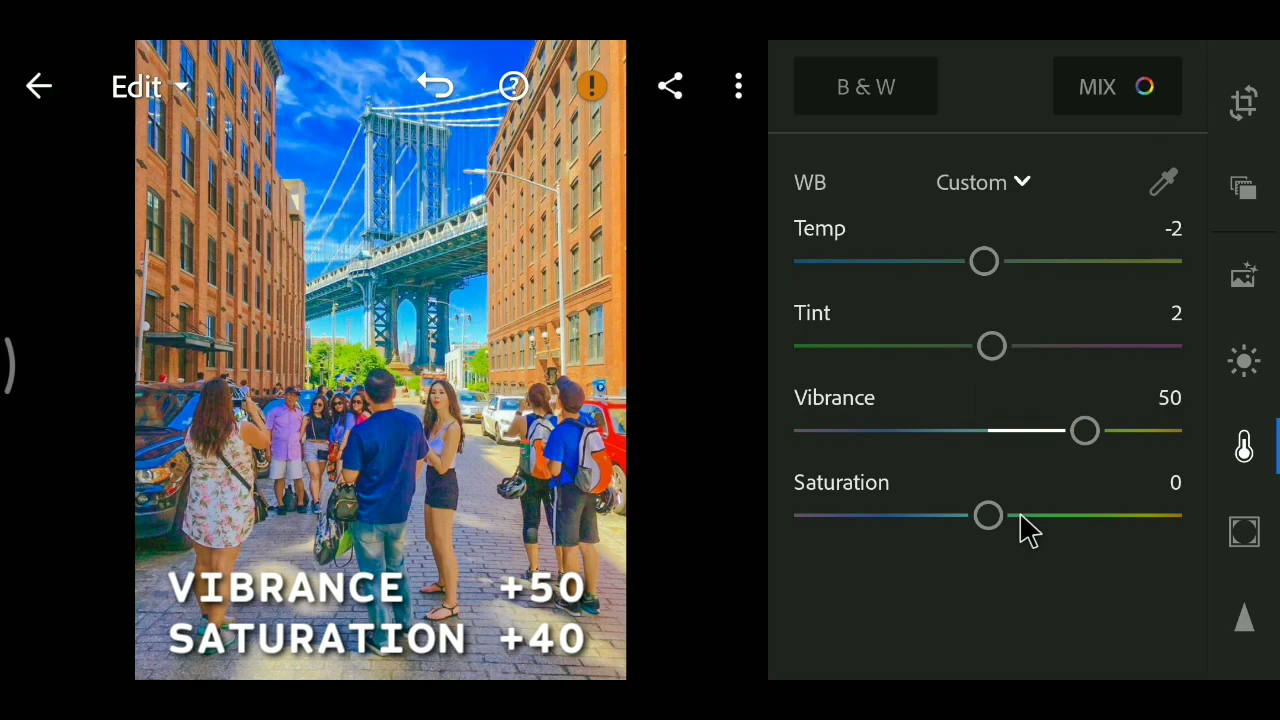 Edit
B & W
MIX
WB Custom
Temp -2
Tint 2
Vibrance 50
Saturation 0
VIBRANCE +50
SATURATION +40